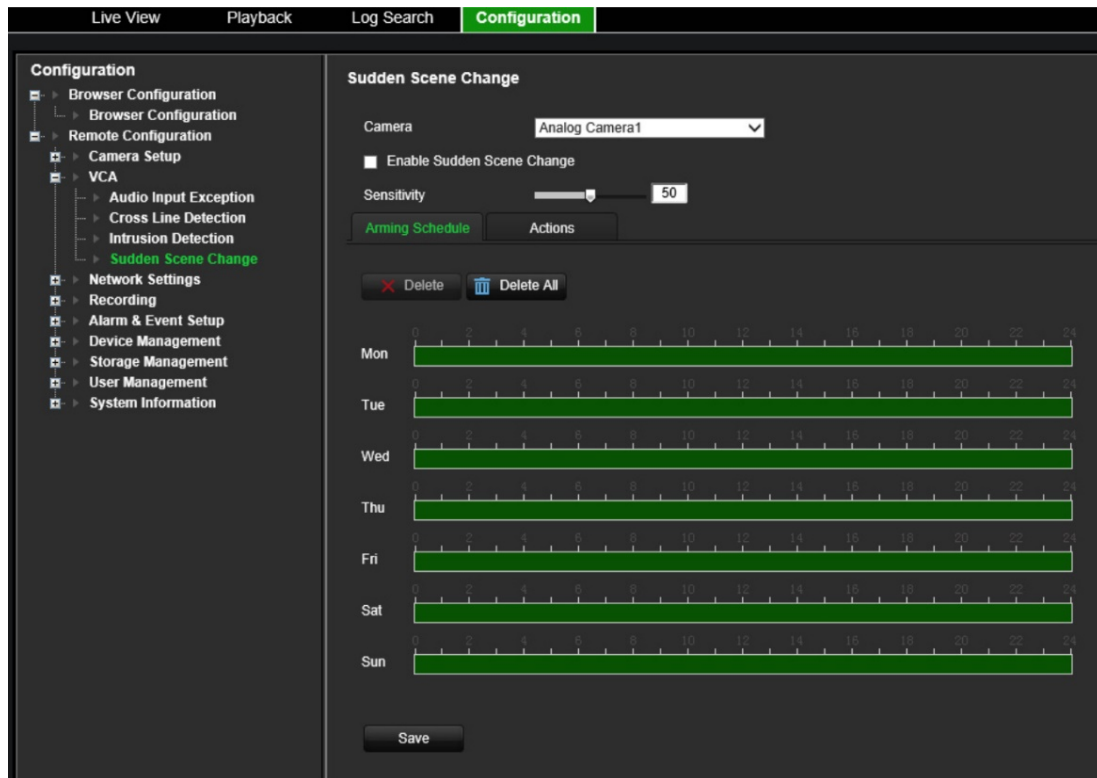 Live View Playback Log Search Configuration
Configuration
Browser Configuration
Browser Configuration
Remote Configuration
Camera Setup
VCA
Audio Input Exception
Cross Line Detection
Intrusion Detection
Sudden Scene Change
Network Settings
Recording
Alarm & Event Setup
Device Management
Storage Management
User Management
System Information
Sudden Scene Change
Camera Analog Camera1
Enable Sudden Scene Change
Sensitivity 50
Arming Schedule Actions
Delete Delete All
0 2 4 6 8 10 12 14 16 18 20 22 24
Mon
0 2 4 6 8 10 12 14 16 18 20 22 24
Tue
0 2 4 6 8 10 12 14 16 18 20 22 24
Wed
0 2 4 6 8 10 12 14 16 18 20 22 24
Thu
0 2 4 6 8 10 12 14 16 18 20 22 24
Fri
0 2 4 6 8 10 12 14 16 18 20 22 24
Sat
0 2 4 6 8 10 12 14 16 18 20 22 24
Sun
Save